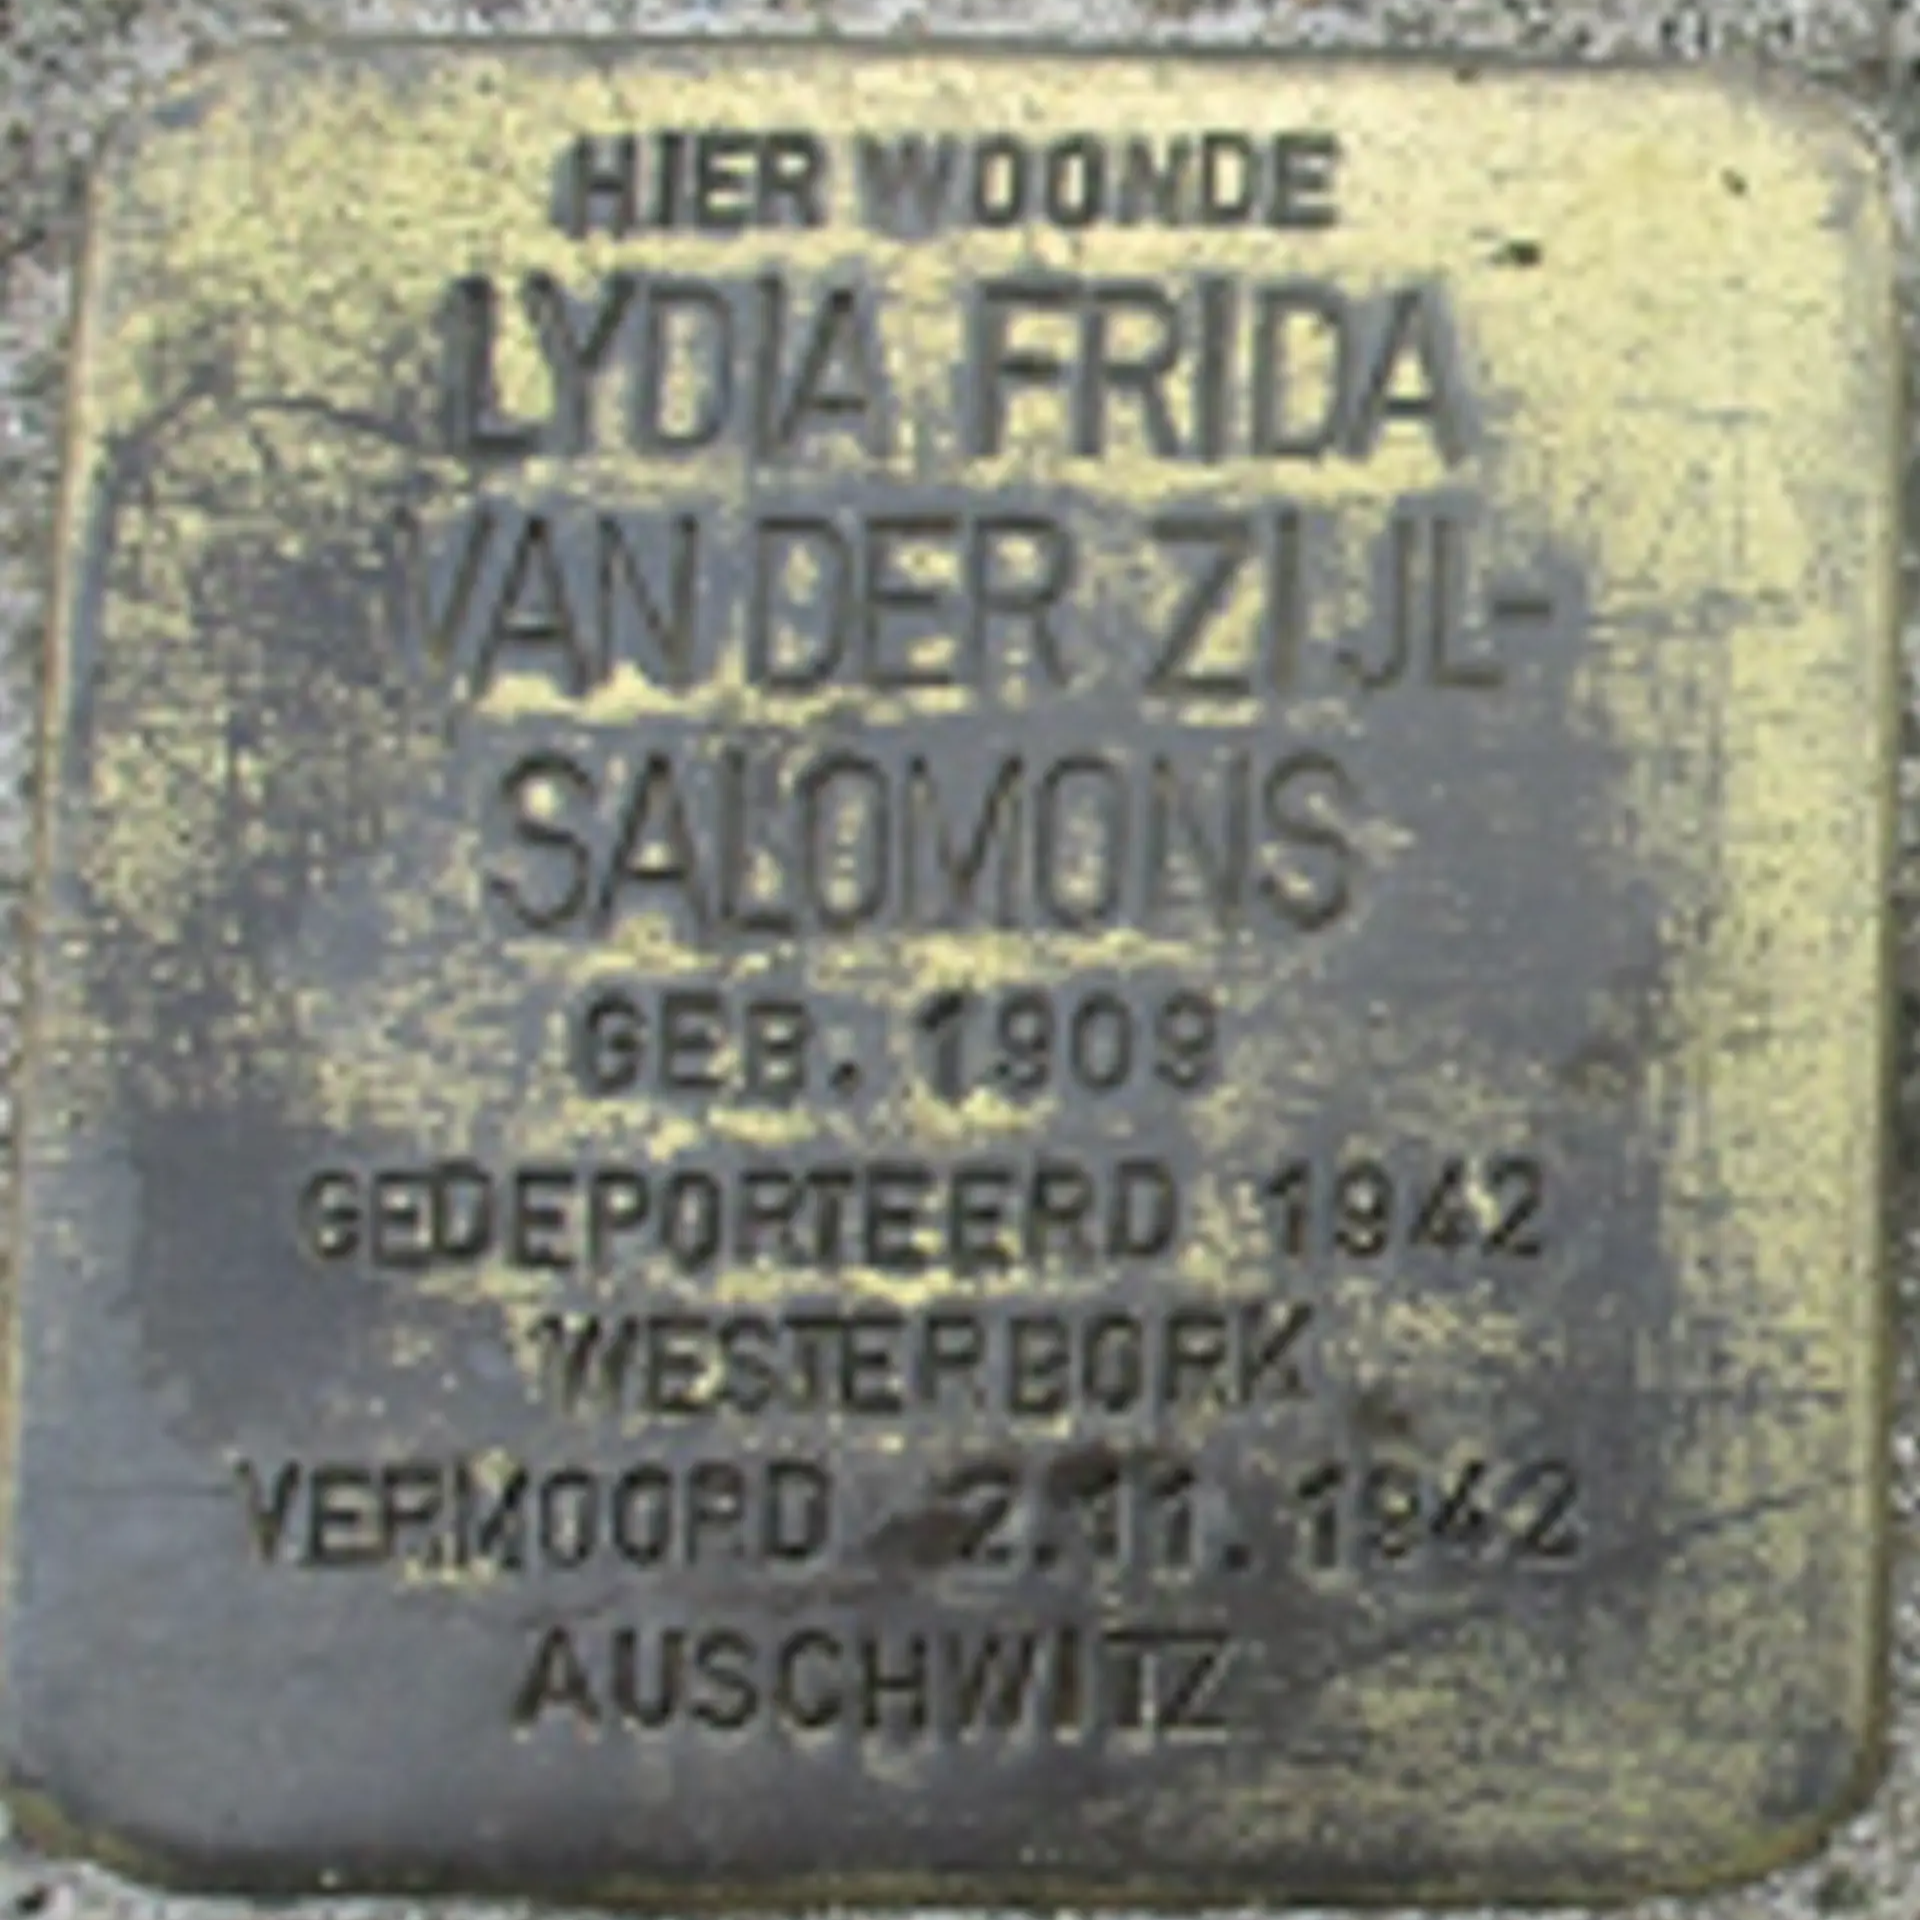 HIER WOONDE
LYDIA FRIDA
VAN DER ZIJL-
SALOMONS
GEB. 1909
GEDEPORTEERD 1942
WESTERBORK
VERMOORD 2.11.1942
AUSCHWITZ